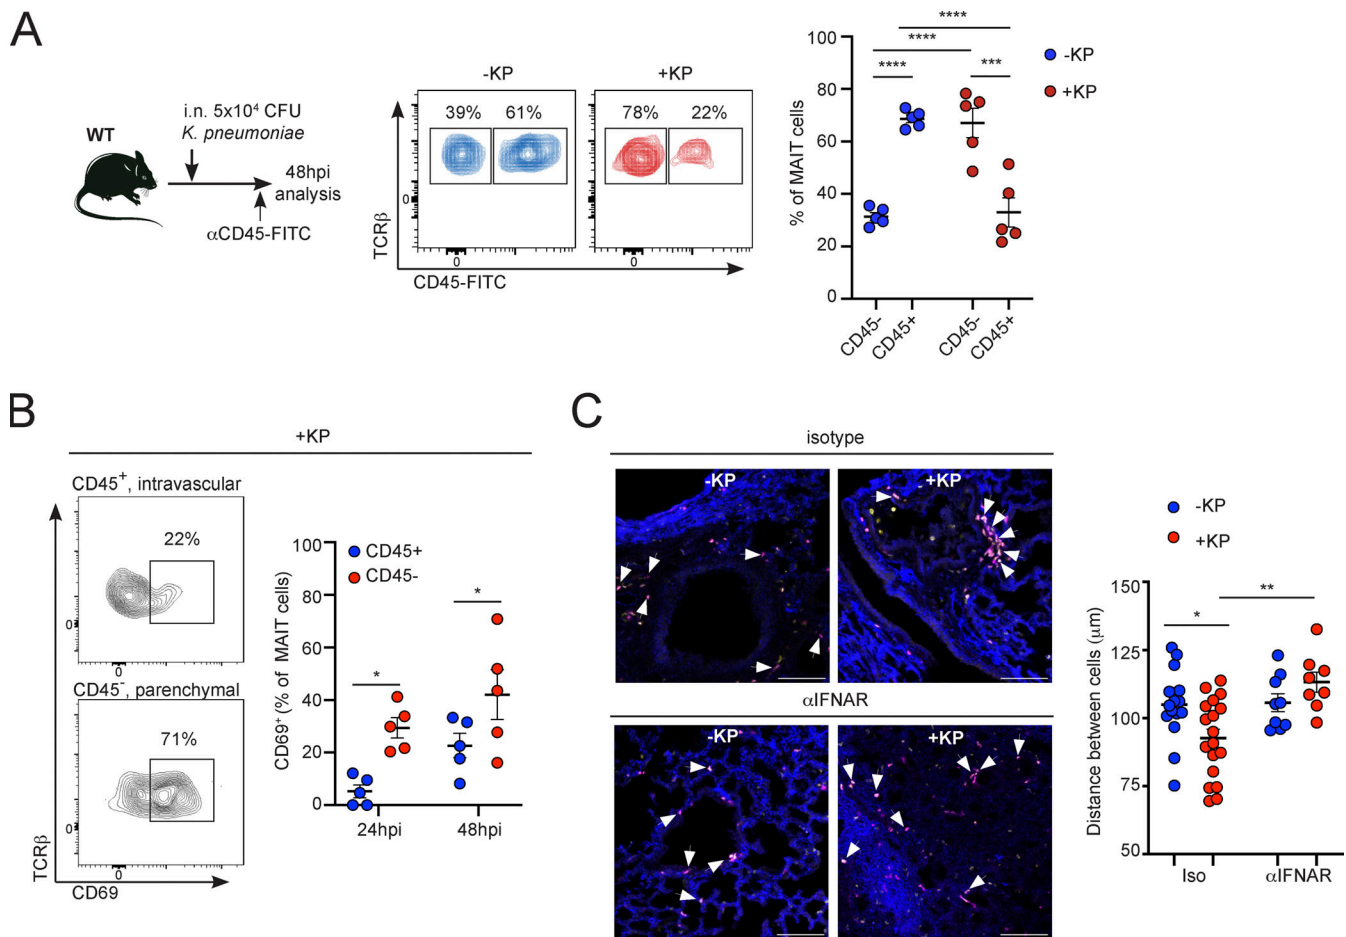 A
WT
i.n. 5x10⁴ CFU
K. pneumoniae
48hpi
analysis
αCD45-FITC
-KP
+KP
39%
61%
78%
22%
0
TCRβ
0
0
CD45-FITC
****
****
****
***
100
80
60
40
20
0
% of MAIT cells
CD45-
CD45+
CD45-
CD45+
-KP
+KP
B
+KP
CD45⁺, intravascular
22%
0
0
CD45⁻, parenchymal
71%
0
0
TCRβ
CD69
CD69⁺ (% of MAIT cells)
100
80
60
40
20
0
CD45+
CD45-
*
*
24hpi
48hpi
C
isotype
-KP
+KP
αIFNAR
-KP
+KP
-KP
+KP
150
125
100
75
50
Distance between cells (μm)
*
**
Iso
αIFNAR